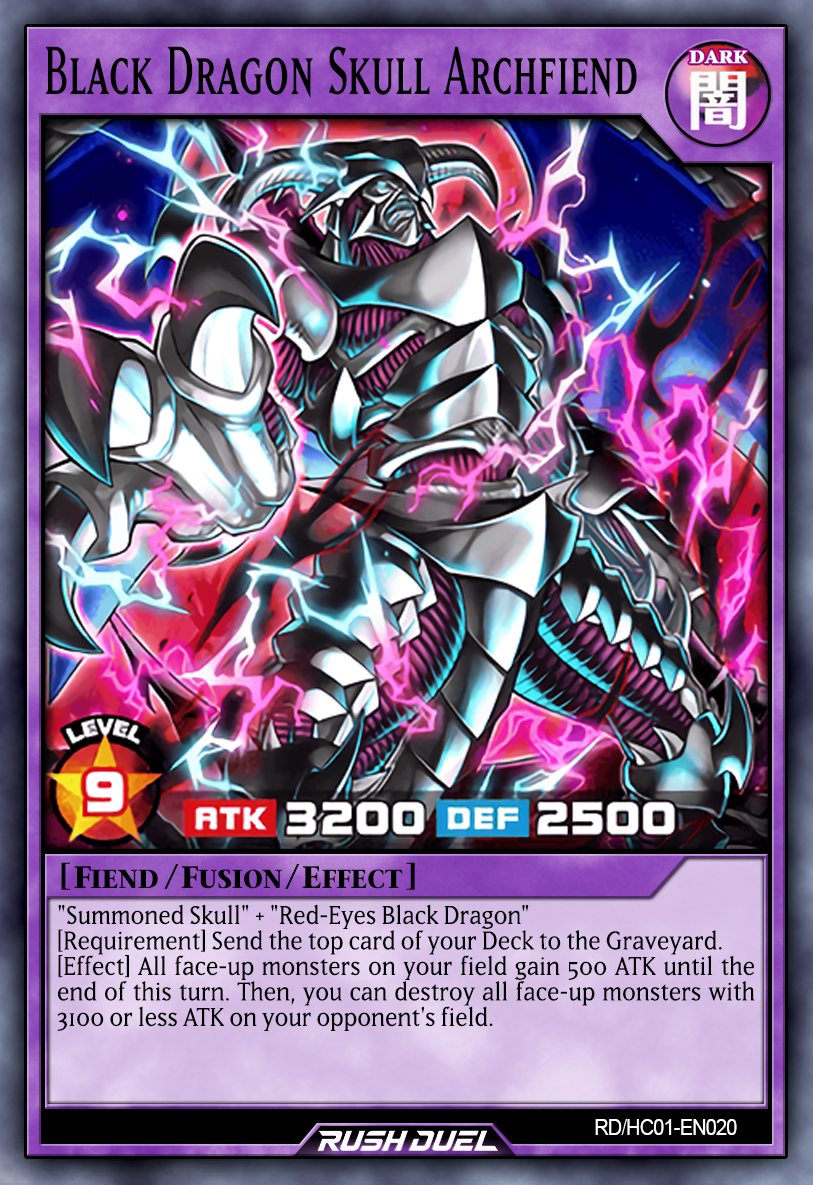 Black Dragon Skull Archfiend
DARK
闇
LEVEL
9
ATK 3200 DEF 2500
[Fiend/Fusion/Effect]
"Summoned Skull" + "Red-Eyes Black Dragon"
[Requirement] Send the top card of your Deck to the Graveyard.
[Effect] All face-up monsters on your field gain 500 ATK until the
end of this turn. Then, you can destroy all face-up monsters with
3100 or less ATK on your opponent's field.
RD/HC01-EN020
RUSH DUEL